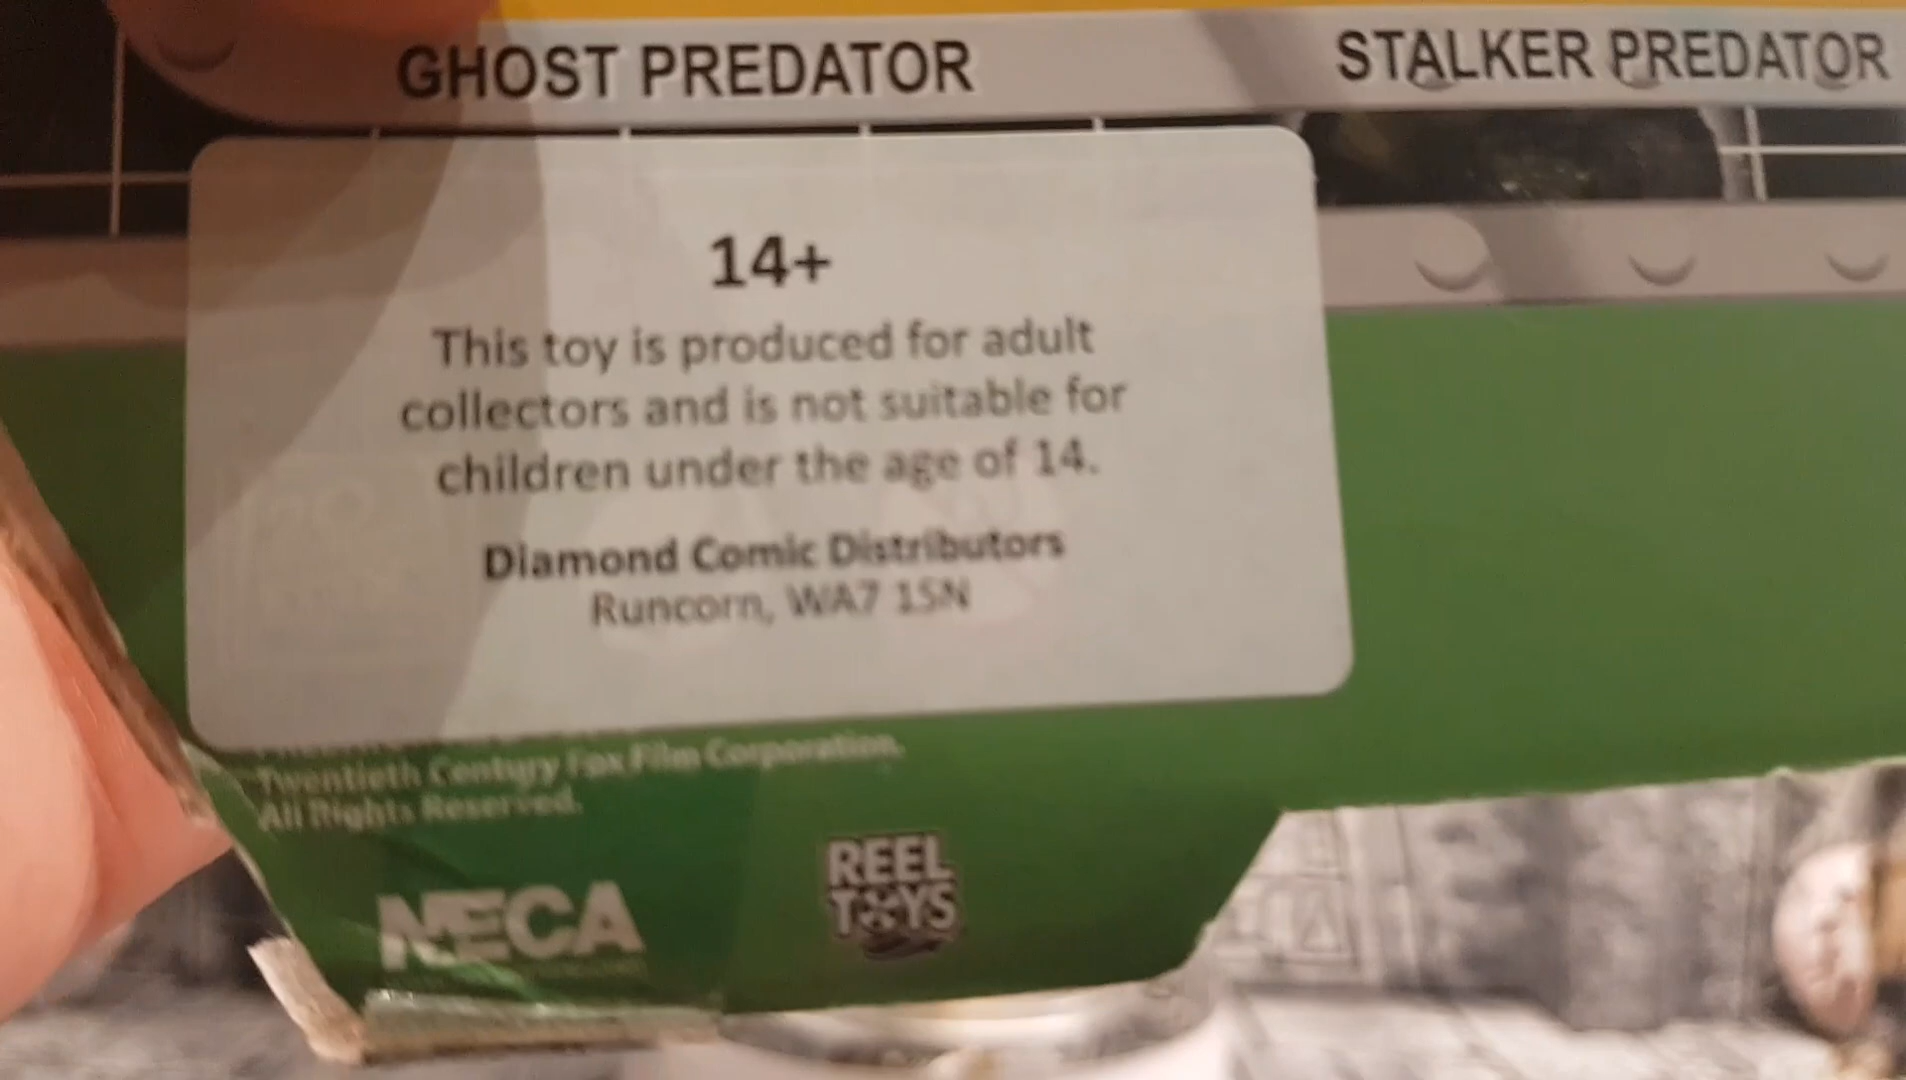 GHOST PREDATOR
STALKER PREDATOR
14+
This toy is produced for adult
collectors and is not suitable for
children under the age of 14.
Diamond Comic Distributors
Runcorn, WA7 1SN
Twentieth Century Fox Film Corporation.
All Rights Reserved.
NECA
REEL
TOYS